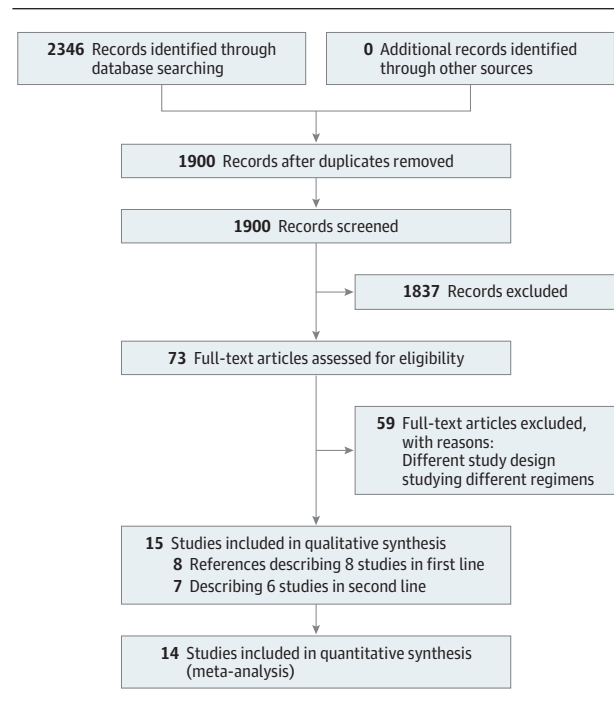 2346 Records identified through
database searching
0 Additional records identified
through other sources
1900 Records after duplicates removed
1900 Records screened
1837 Records excluded
73 Full-text articles assessed for eligibility
59 Full-text articles excluded,
with reasons:
Different study design
studying different regimens
15 Studies included in qualitative synthesis
8 References describing 8 studies in first line
7 Describing 6 studies in second line
14 Studies included in quantitative synthesis
(meta-analysis)